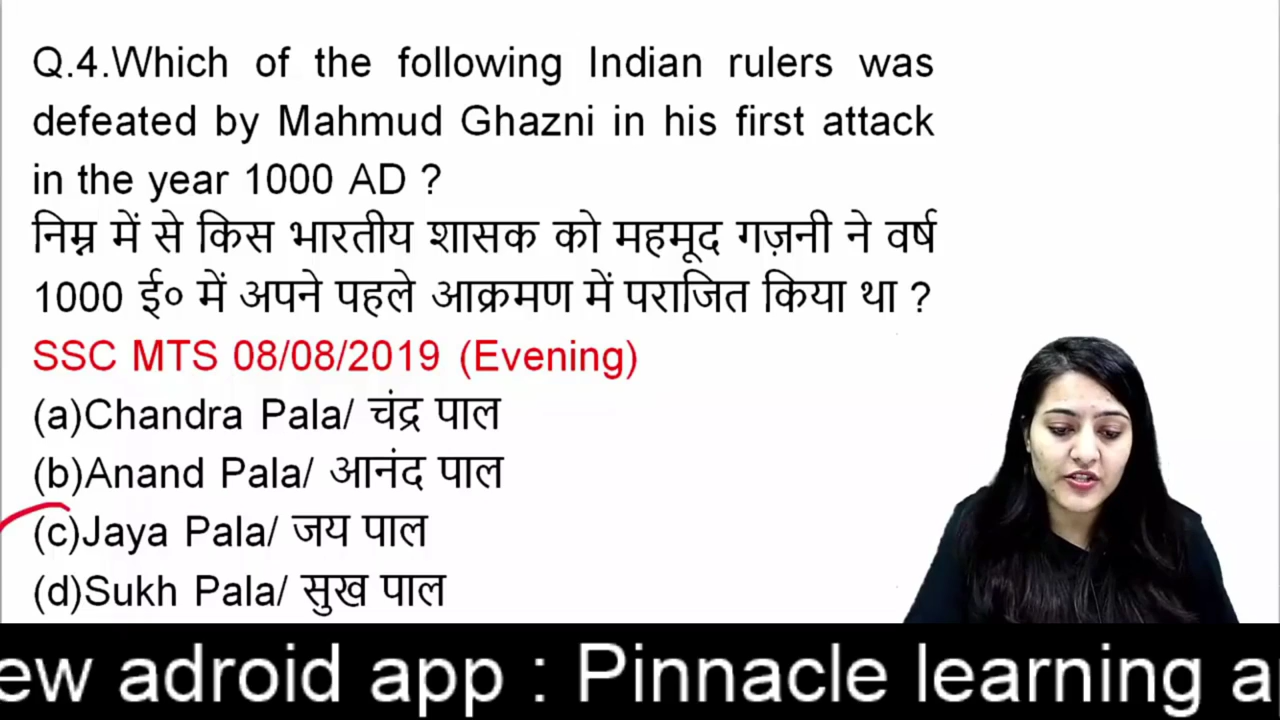 Q.4.Which of the following Indian rulers was
defeated by Mahmud Ghazni in his first attack
in the year 1000 AD ?
निम्न में से किस भारतीय शासक को महमूद गज़नी ने वर्ष
1000 ई० में अपने पहले आक्रमण में पराजित किया था ?
SSC MTS 08/08/2019 (Evening)
(a)Chandra Pala/ चंद्र पाल
(b)Anand Pala/ आनंद पाल
(c)Jaya Pala/ जय पाल
(d)Sukh Pala/ सुख पाल
ew adroid app : Pinnacle learning a